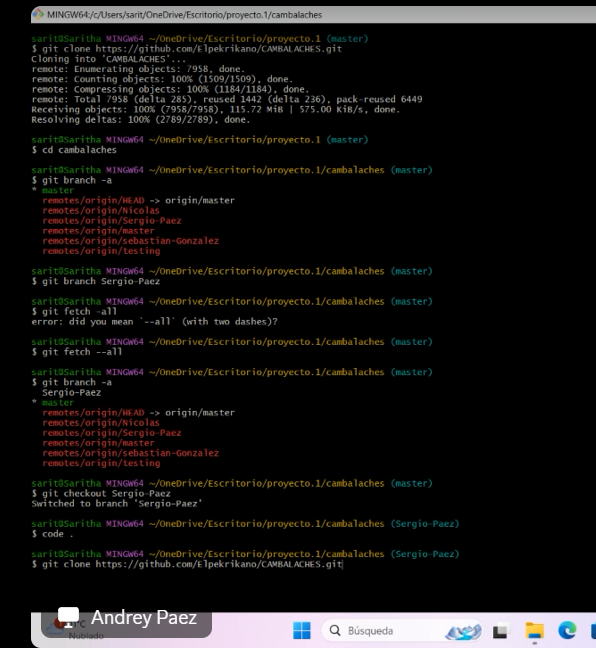 MINGW64:/c/Users/sarit/OneDrive/Escritorio/proyecto.1/cambalaches
sarit@Saritha MINGW64 ~/OneDrive/Escritorio/proyecto.1 (master)
$ git clone https://github.com/Elpekrikano/CAMBALACHES.git
Cloning into 'CAMBALACHES'...
remote: Enumerating objects: 7958, done.
remote: Counting objects: 100% (1509/1509), done.
remote: Compressing objects: 100% (1184/1184), done.
remote: Total 7958 (delta 285), reused 1442 (delta 236), pack-reused 6449
Receiving objects: 100% (7958/7958), 115.72 MiB | 575.00 KiB/s, done.
Resolving deltas: 100% (2789/2789), done.
sarit@Saritha MINGW64 ~/OneDrive/Escritorio/proyecto.1 (master)
$ cd cambalaches
sarit@Saritha MINGW64 ~/OneDrive/Escritorio/proyecto.1/cambalaches (master)
$ git branch -a
* master
remotes/origin/HEAD -> origin/master
remotes/origin/Nicolas
remotes/origin/Sergio-Paez
remotes/origin/master
remotes/origin/sebastian-Gonzalez
remotes/origin/testing
sarit@Saritha MINGW64 ~/OneDrive/Escritorio/proyecto.1/cambalaches (master)
$ git branch Sergio-Paez
sarit@Saritha MINGW64 ~/OneDrive/Escritorio/proyecto.1/cambalaches (master)
$ git fetch -all
error: did you mean `--all` (with two dashes)?
sarit@Saritha MINGW64 ~/OneDrive/Escritorio/proyecto.1/cambalaches (master)
$ git fetch --all
sarit@Saritha MINGW64 ~/OneDrive/Escritorio/proyecto.1/cambalaches (master)
$ git branch -a
Sergio-Paez
* master
remotes/origin/HEAD -> origin/master
remotes/origin/Nicolas
remotes/origin/Sergio-Paez
remotes/origin/master
remotes/origin/sebastian-Gonzalez
remotes/origin/testing
sarit@Saritha MINGW64 ~/OneDrive/Escritorio/proyecto.1/cambalaches (master)
$ git checkout Sergio-Paez
Switched to branch 'Sergio-Paez'
sarit@Saritha MINGW64 ~/OneDrive/Escritorio/proyecto.1/cambalaches (Sergio-Paez)
$ code .
sarit@Saritha MINGW64 ~/OneDrive/Escritorio/proyecto.1/cambalaches (Sergio-Paez)
$ git clone https://github.com/Elpekrikano/CAMBALACHES.git
Andrey Paez
Nublado
Búsqueda